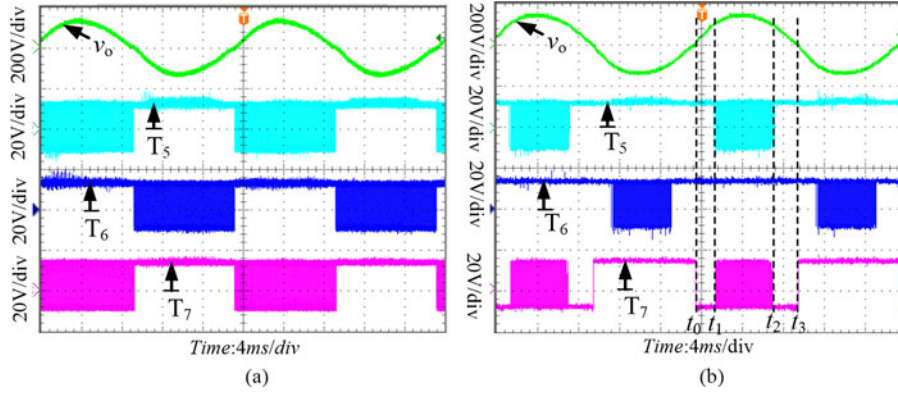 200V/div
20V/div
20V/div
20V/div
T
vo
T5
T6
T7
Time:4ms/div
(a)
200V/div
20V/div
20V/div
20V/div
T
vo
T5
T6
T7
t0 t1 t2 t3
Time:4ms/div
(b)